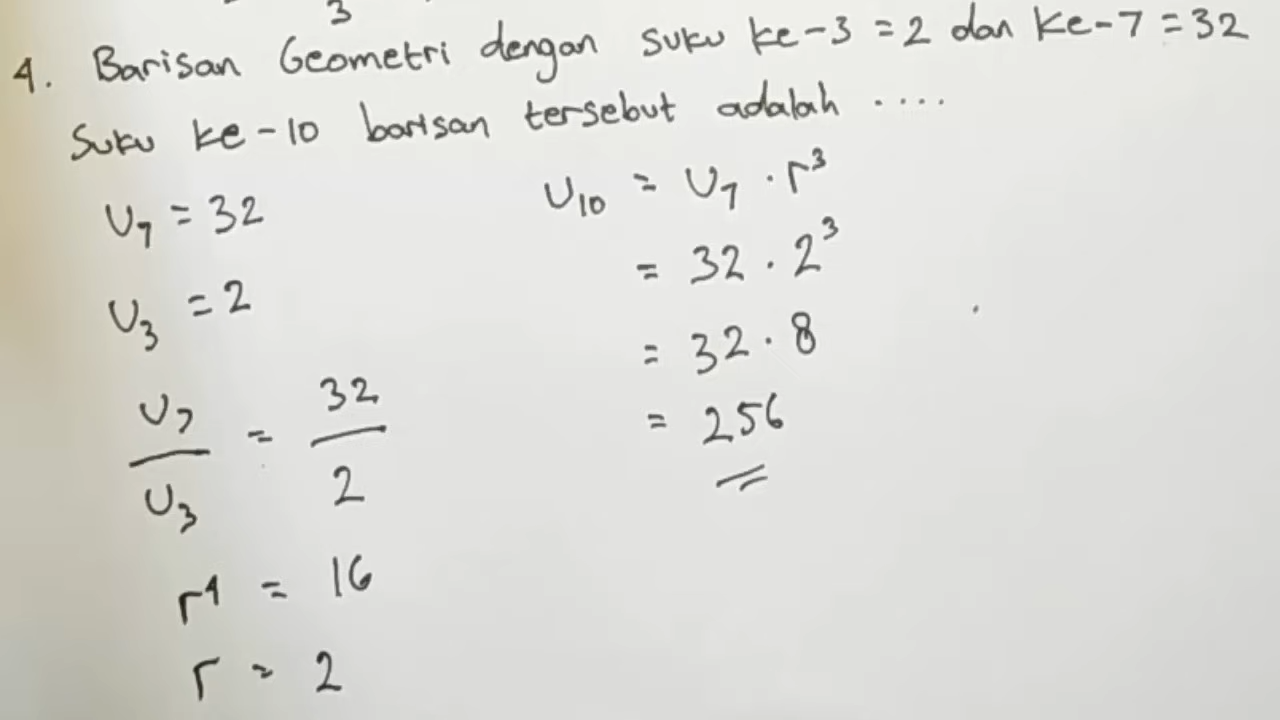 3
4. Barisan Geometri dengan suku ke-3 = 2 dan ke-7 = 32
Suku ke-10 barisan tersebut adalah ....
U₇ = 32
U₃ = 2
U₇
U₃
=
32
2
r⁴ = 16
r = 2
U₁₀ = U₇ · r³
= 32 · 2³
= 32 · 8
= 256